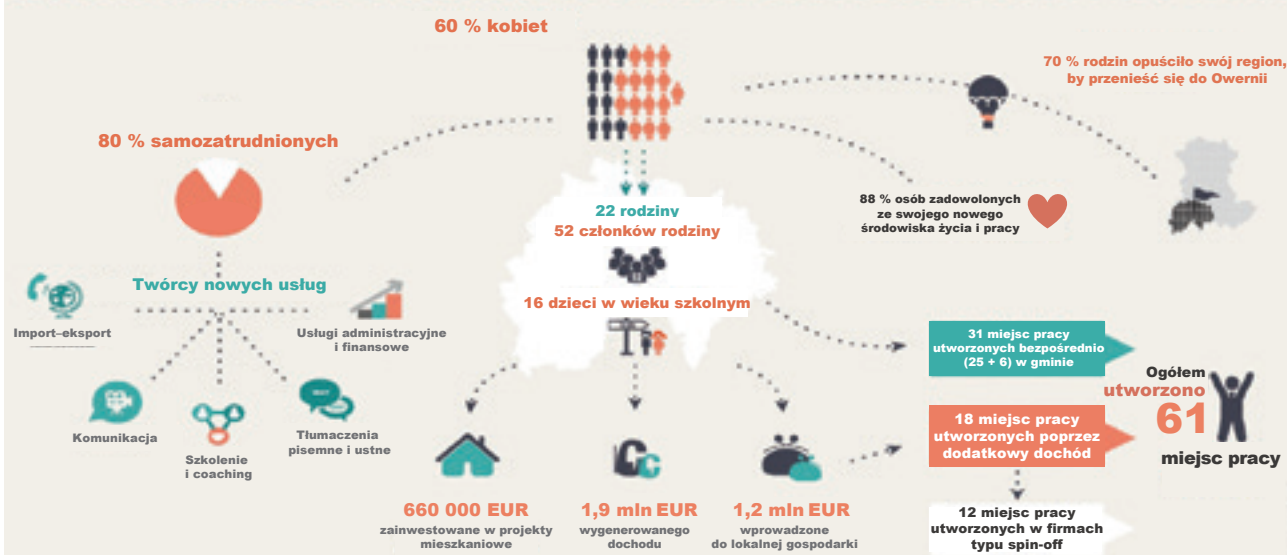 60 % kobiet
70 % rodzin opuściło swój region,
by przenieść się do Owernii
80 % samozatrudnionych
88 % osób zadowolonych
ze swojego nowego
środowiska życia i pracy
22 rodziny
52 członków rodziny
16 dzieci w wieku szkolnym
Twórcy nowych usług
Import–eksport
Usługi administracyjne
i finansowe
Komunikacja
Szkolenie
i coaching
Tłumaczenia
pisemne i ustne
660 000 EUR
zainwestowane w projekty
mieszkaniowe
1,9 mln EUR
wygenerowanego
dochodu
1,2 mln EUR
wprowadzone
do lokalnej gospodarki
31 miejsc pracy
utworzonych bezpośrednio
(25 + 6) w gminie
18 miejsc pracy
utworzonych poprzez
dodatkowy dochód
12 miejsc pracy
utworzonych w firmach
typu spin-off
Ogółem
utworzono
61
miejsc pracy